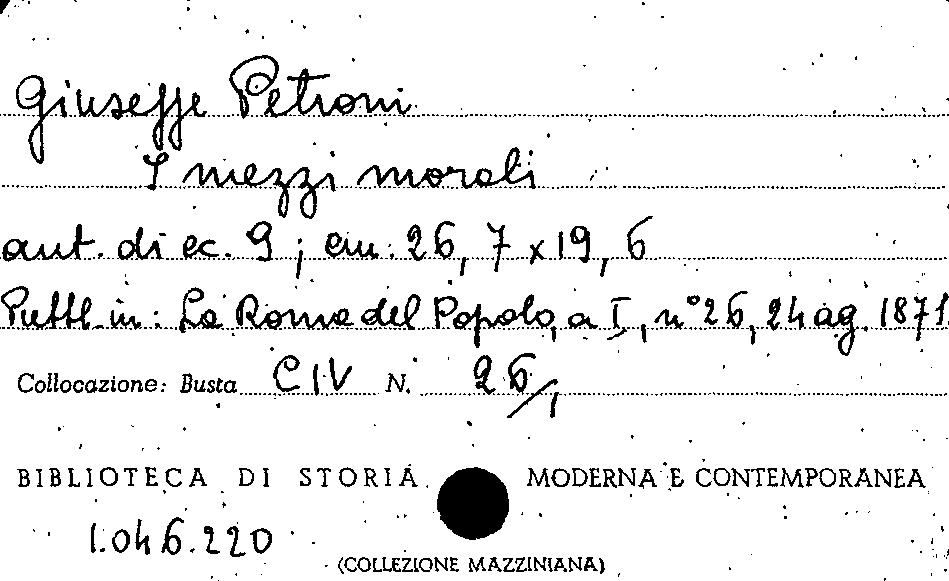 Giuseppe Petroni
I mezzi morali
aut. di cc. 9 ; cm. 26, 7 x 19, 6
Pubbl. in: La Roma del Popolo, a I, n° 26, 24 ag. 1871
Collocazione: Busta CIV N. 26/1
BIBLIOTECA DI STORIA MODERNA E CONTEMPORANEA
1.046.220
(COLLEZIONE MAZZINIANA)